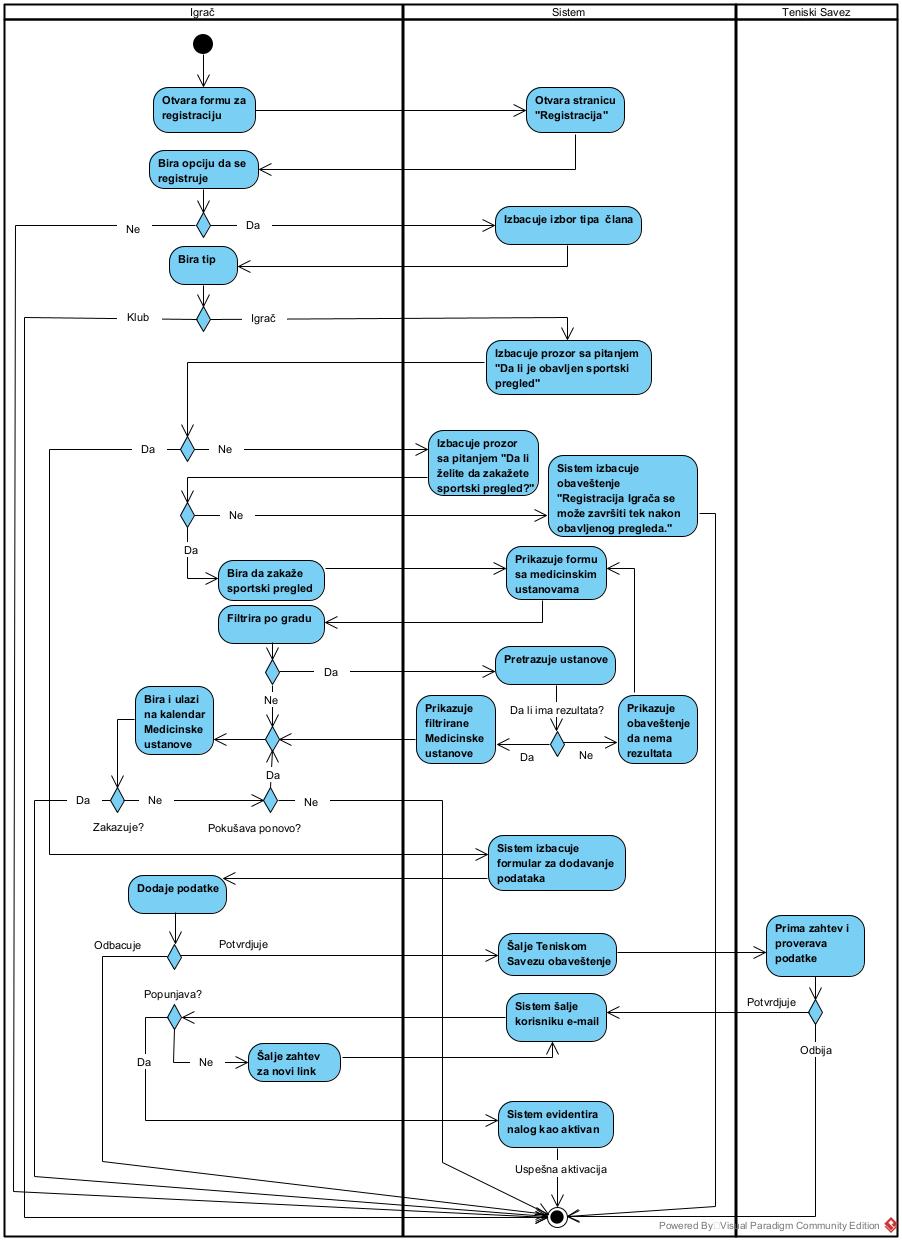 Igrač
Sistem
Teniski Savez
Otvara formu za
registraciju
Otvara stranicu
"Registracija"
Bira opciju da se
registruje
Ne
Da
Izbacuje izbor tipa člana
Bira tip
Klub
Igrač
Izbacuje prozor sa pitanjem
"Da li je obavljen sportski
pregled"
Da
Ne
Izbacuje prozor
sa pitanjem "Da li
želite da zakažete
sportski pregled?"
Sistem izbacuje
obaveštenje
"Registracija Igrača se
može završiti tek nakon
obavljenog pregleda."
Ne
Da
Bira da zakaže
sportski pregled
Prikazuje formu
sa medicinskim
ustanovama
Filtrira po gradu
Da
Ne
Pretrazuje ustanove
Da li ima rezultata?
Da
Ne
Prikazuje
filtrirane
Medicinske
ustanove
Prikazuje
obaveštenje
da nema
rezultata
Bira i ulazi
na kalendar
Medicinske
ustanove
Da
Da
Ne
Ne
Zakazuje?
Pokušava ponovo?
Sistem izbacuje
formular za dodavanje
podataka
Dodaje podatke
Odbacuje
Potvrdjuje
Šalje Teniskom
Savezu obaveštenje
Prima zahtev i
proverava
podatke
Potvrdjuje
Odbija
Popunjava?
Sistem šalje
korisniku e-mail
Da
Ne
Šalje zahtev
za novi link
Sistem evidentira
nalog kao aktivan
Uspešna aktivacija
Powered By Visual Paradigm Community Edition